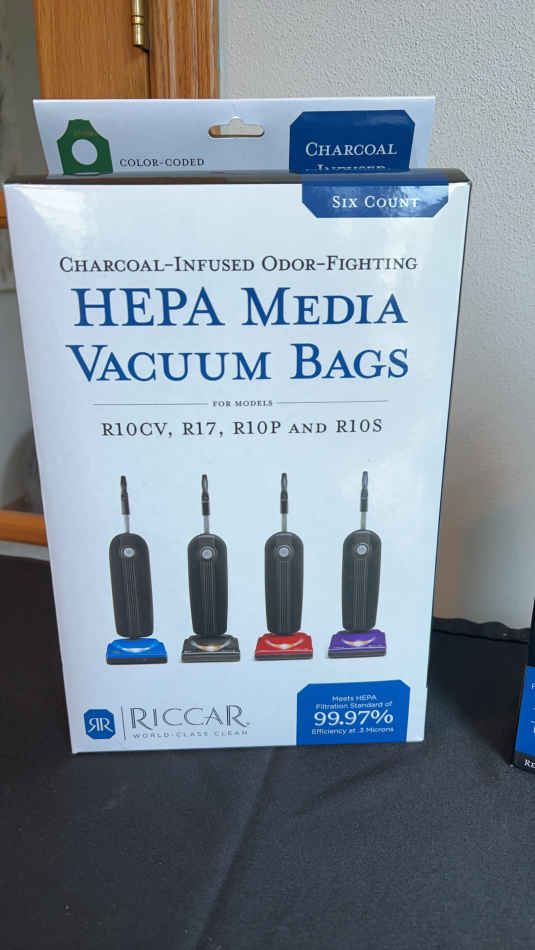 COLOR-CODED
CHARCOAL
SIX COUNT
CHARCOAL-INFUSED ODOR-FIGHTING
HEPA MEDIA
VACUUM BAGS
FOR MODELS
R10CV, R17, R10P AND R10S
RR RICCAR
WORLD-CLASS CLEAN
Meets HEPA
Filtration Standard of
99.97%
Efficiency at .3 Microns